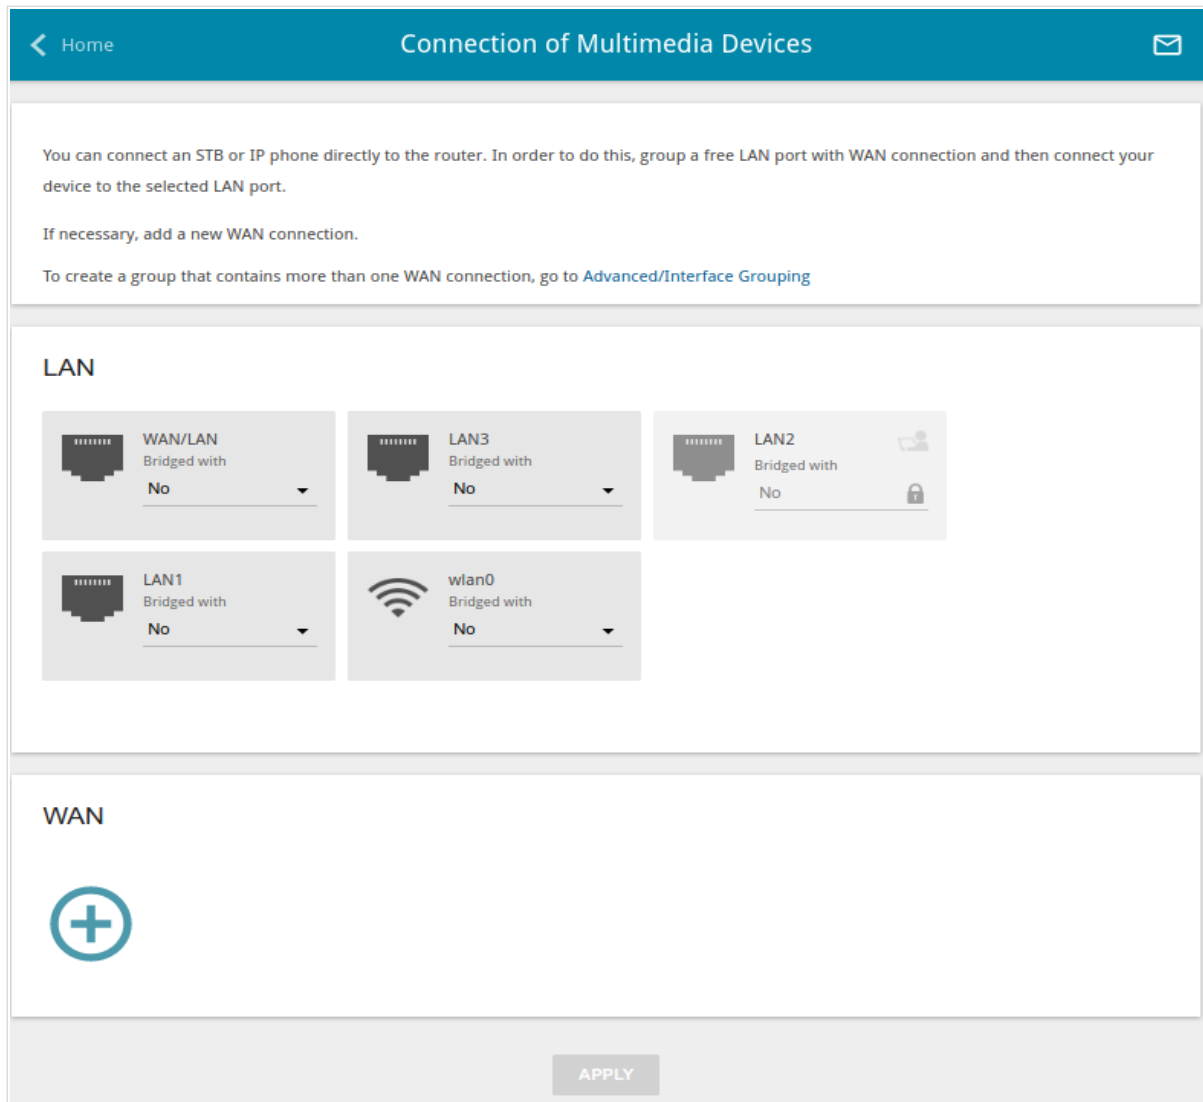 Home
Connection of Multimedia Devices
You can connect an STB or IP phone directly to the router. In order to do this, group a free LAN port with WAN connection and then connect your
device to the selected LAN port.
If necessary, add a new WAN connection.
To create a group that contains more than one WAN connection, go to Advanced/Interface Grouping
LAN
WAN/LAN
Bridged with
No
LAN3
Bridged with
No
LAN2
Bridged with
No
LAN1
Bridged with
No
wlan0
Bridged with
No
WAN
APPLY